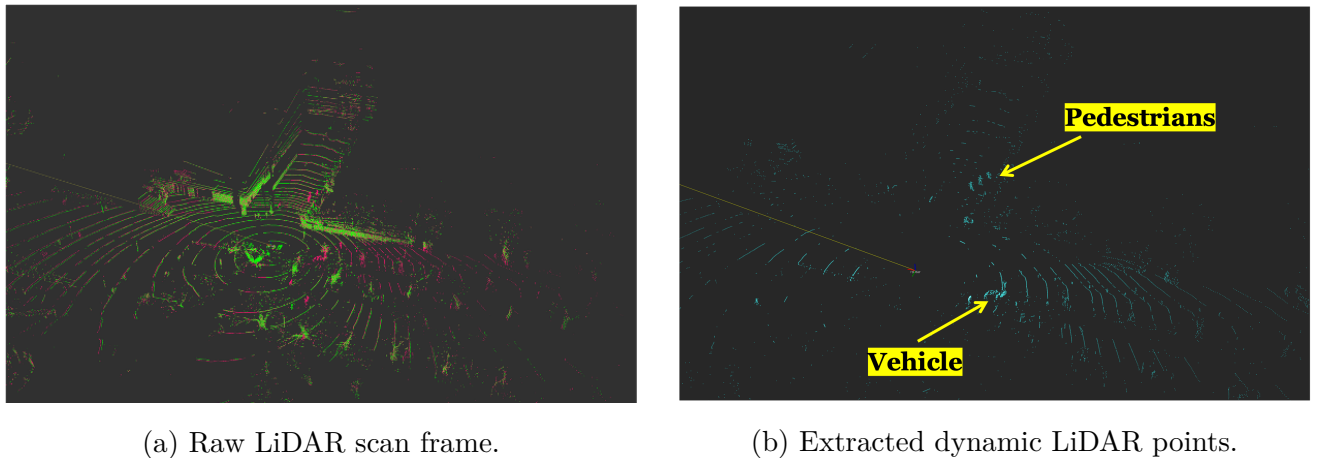 Pedestrians
Vehicle
(a) Raw LiDAR scan frame.
(b) Extracted dynamic LiDAR points.